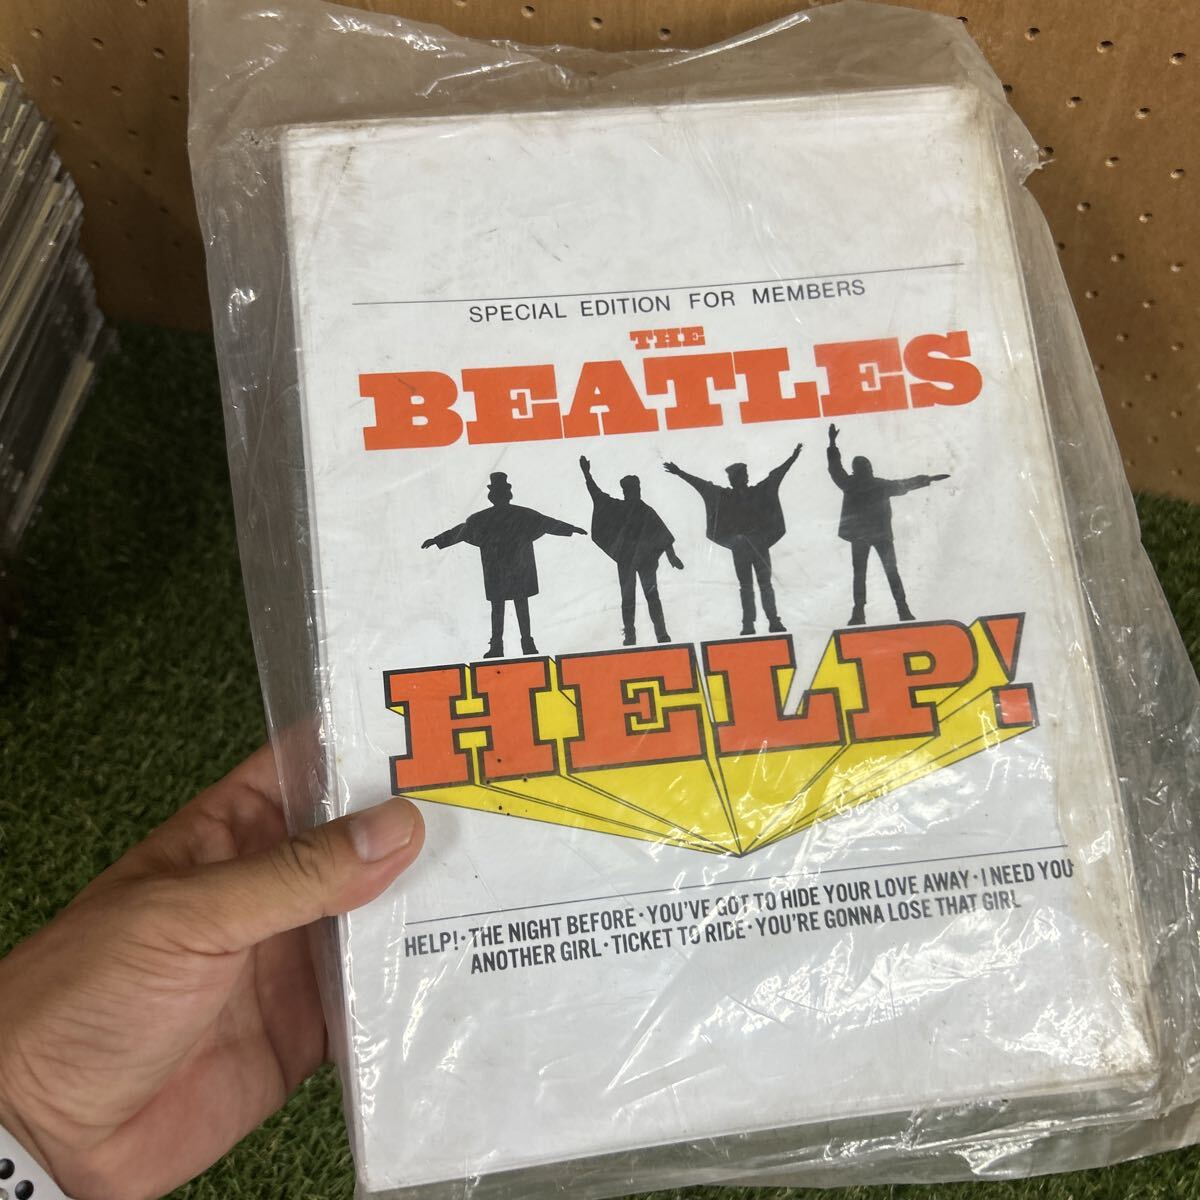 SPECIAL EDITION FOR MEMBERS
THE
BEATLES
HELP!
HELP!・THE NIGHT BEFORE・YOU'VE GOT TO HIDE YOUR LOVE AWAY・I NEED YOU
ANOTHER GIRL・TICKET TO RIDE・YOU'RE GONNA LOSE THAT GIRL